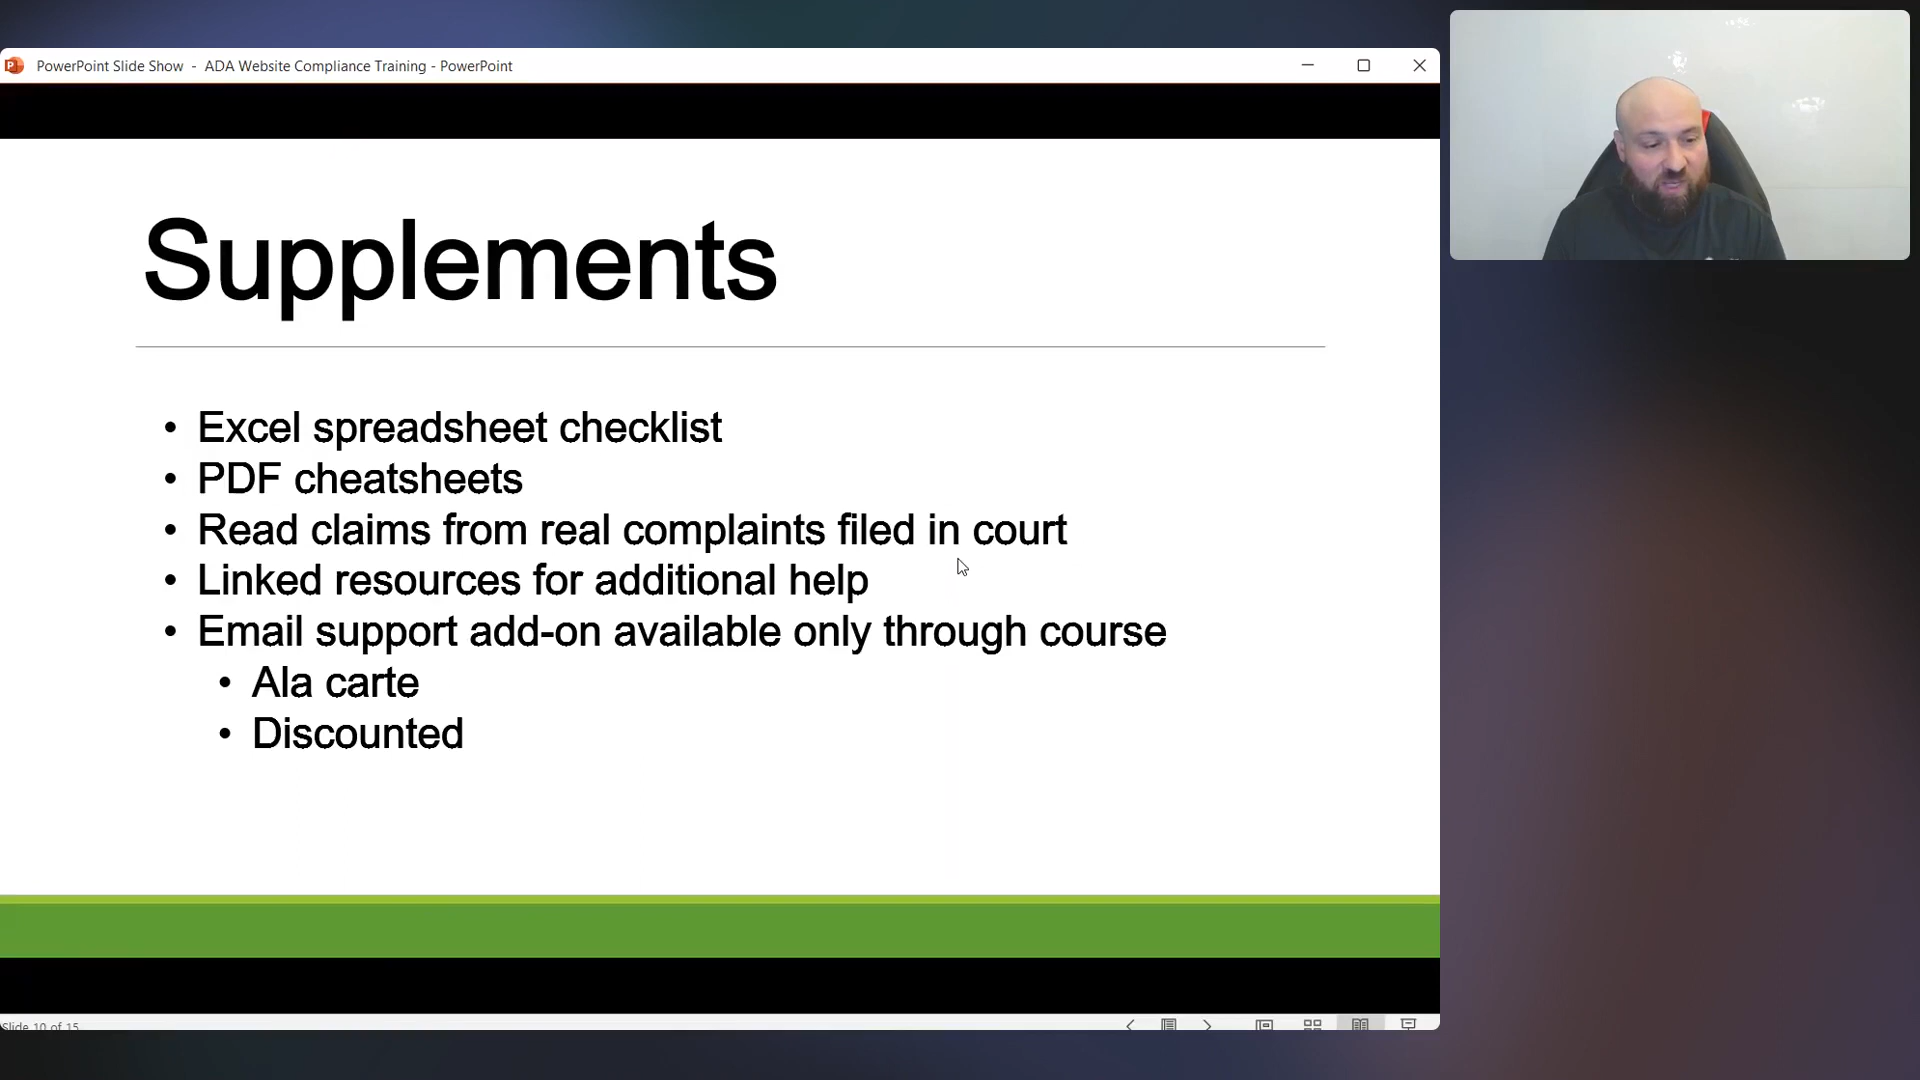 PowerPoint Slide Show - ADA Website Compliance Training - PowerPoint
Supplements
• Excel spreadsheet checklist
• PDF cheatsheets
• Read claims from real complaints filed in court
• Linked resources for additional help
• Email support add-on available only through course
• Ala carte
• Discounted
Slide 10 of 15